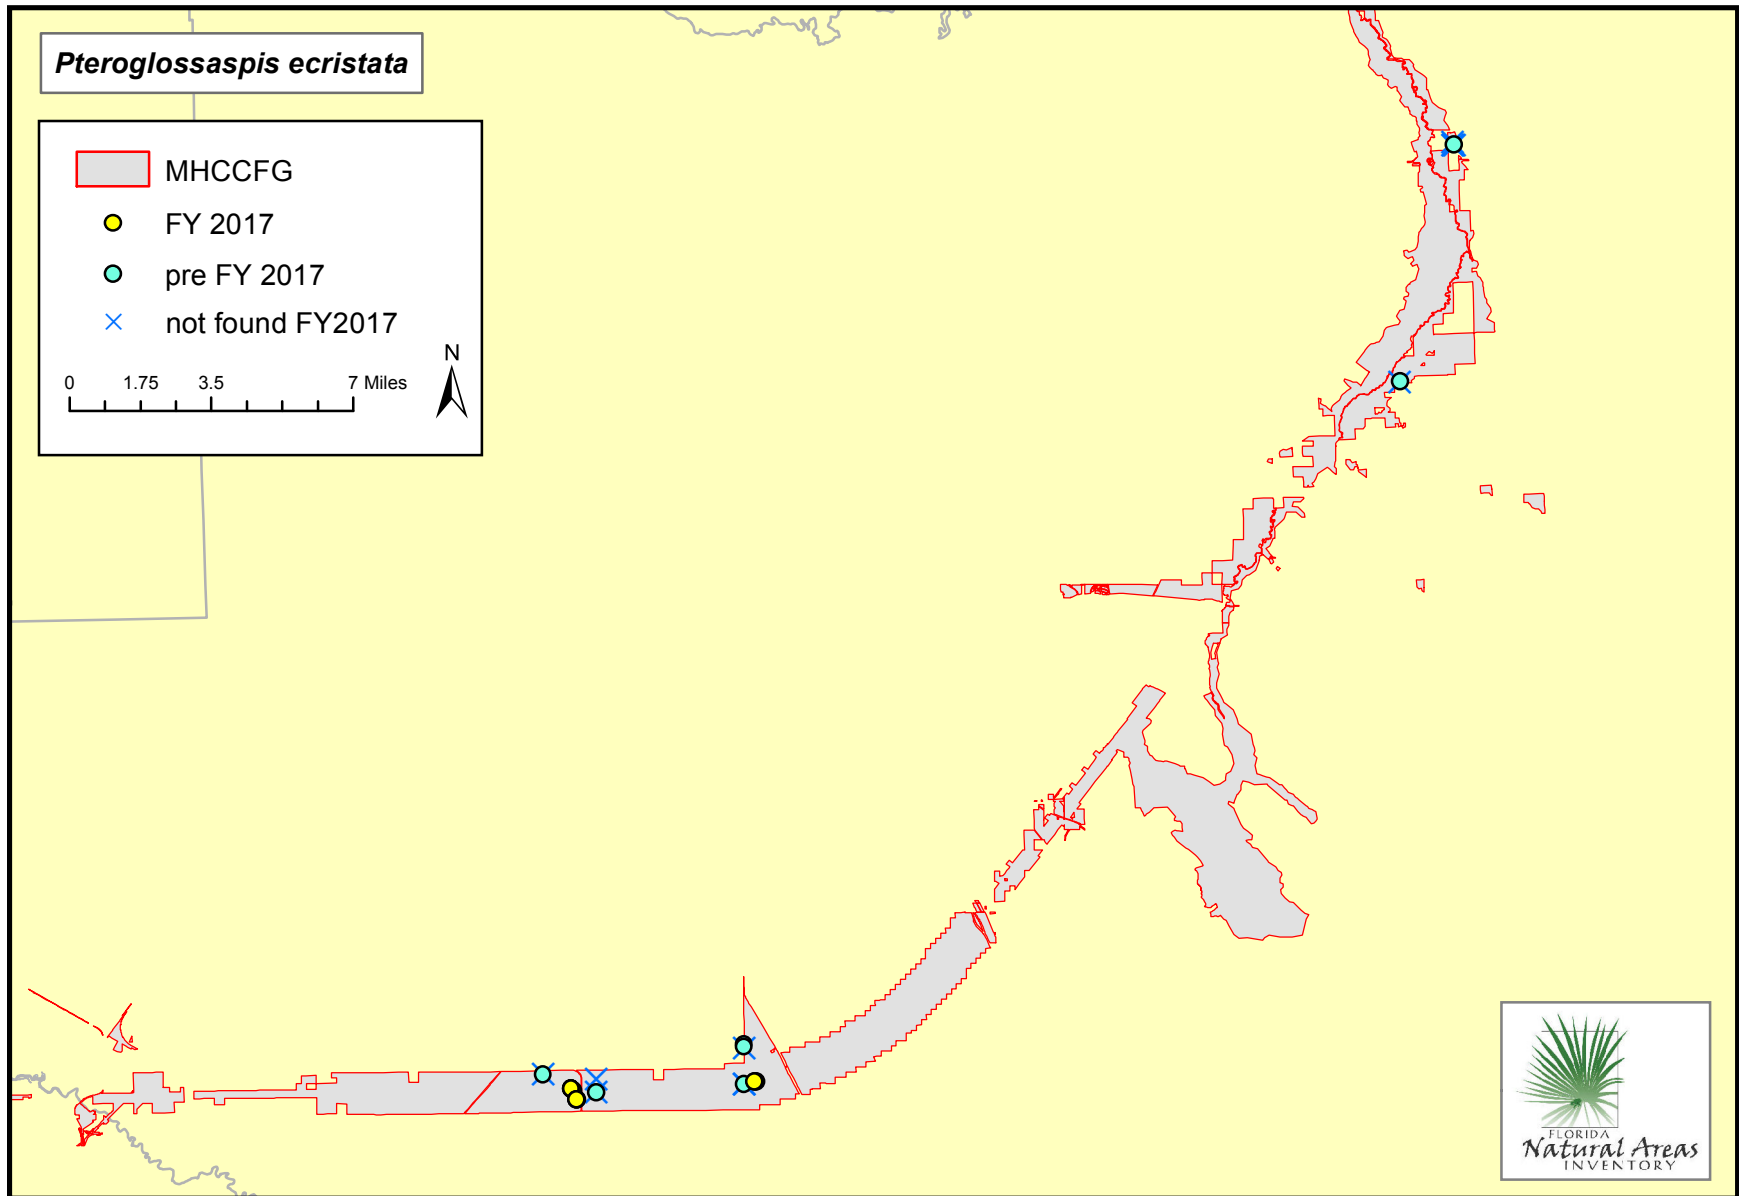 Pteroglossaspis ecristata
MHCCFG
FY 2017
pre FY 2017
not found FY2017
N
0 1.75 3.5 7 Miles
FLORIDA
Natural Areas
INVENTORY